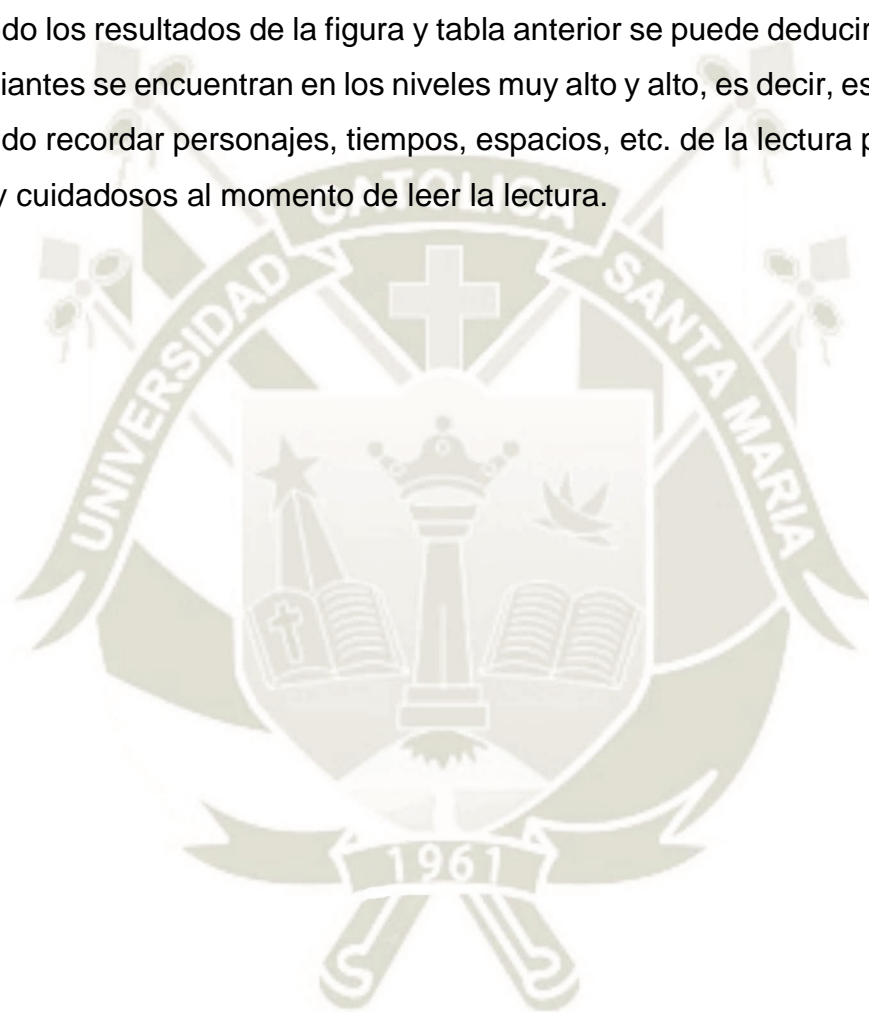 do los resultados de la figura y tabla anterior se puede deducir
iantes se encuentran en los niveles muy alto y alto, es decir, es
do recordar personajes, tiempos, espacios, etc. de la lectura p
y cuidadosos al momento de leer la lectura.
UNIVERSIDAD CATOLICA SANTA MARIA
1961